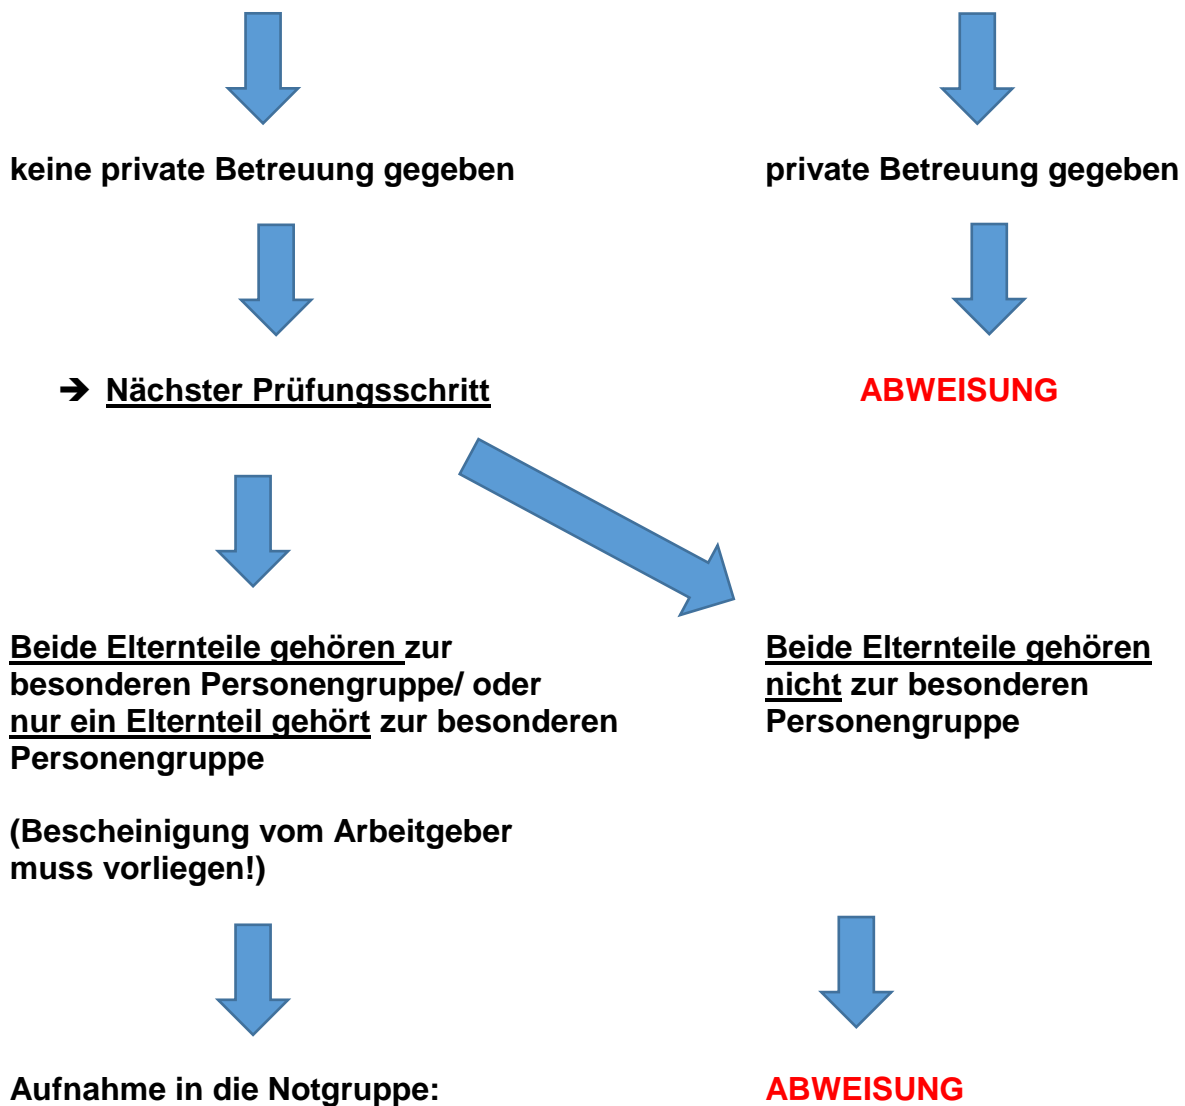 keine private Betreuung gegeben
private Betreuung gegeben
➔ Nächster Prüfungsschritt
ABWEISUNG
Beide Elternteile gehören zur
besonderen Personengruppe/ oder
nur ein Elternteil gehört zur besonderen
Personengruppe
(Bescheinigung vom Arbeitgeber
muss vorliegen!)
Beide Elternteile gehören
nicht zur besonderen
Personengruppe
Aufnahme in die Notgruppe:
ABWEISUNG